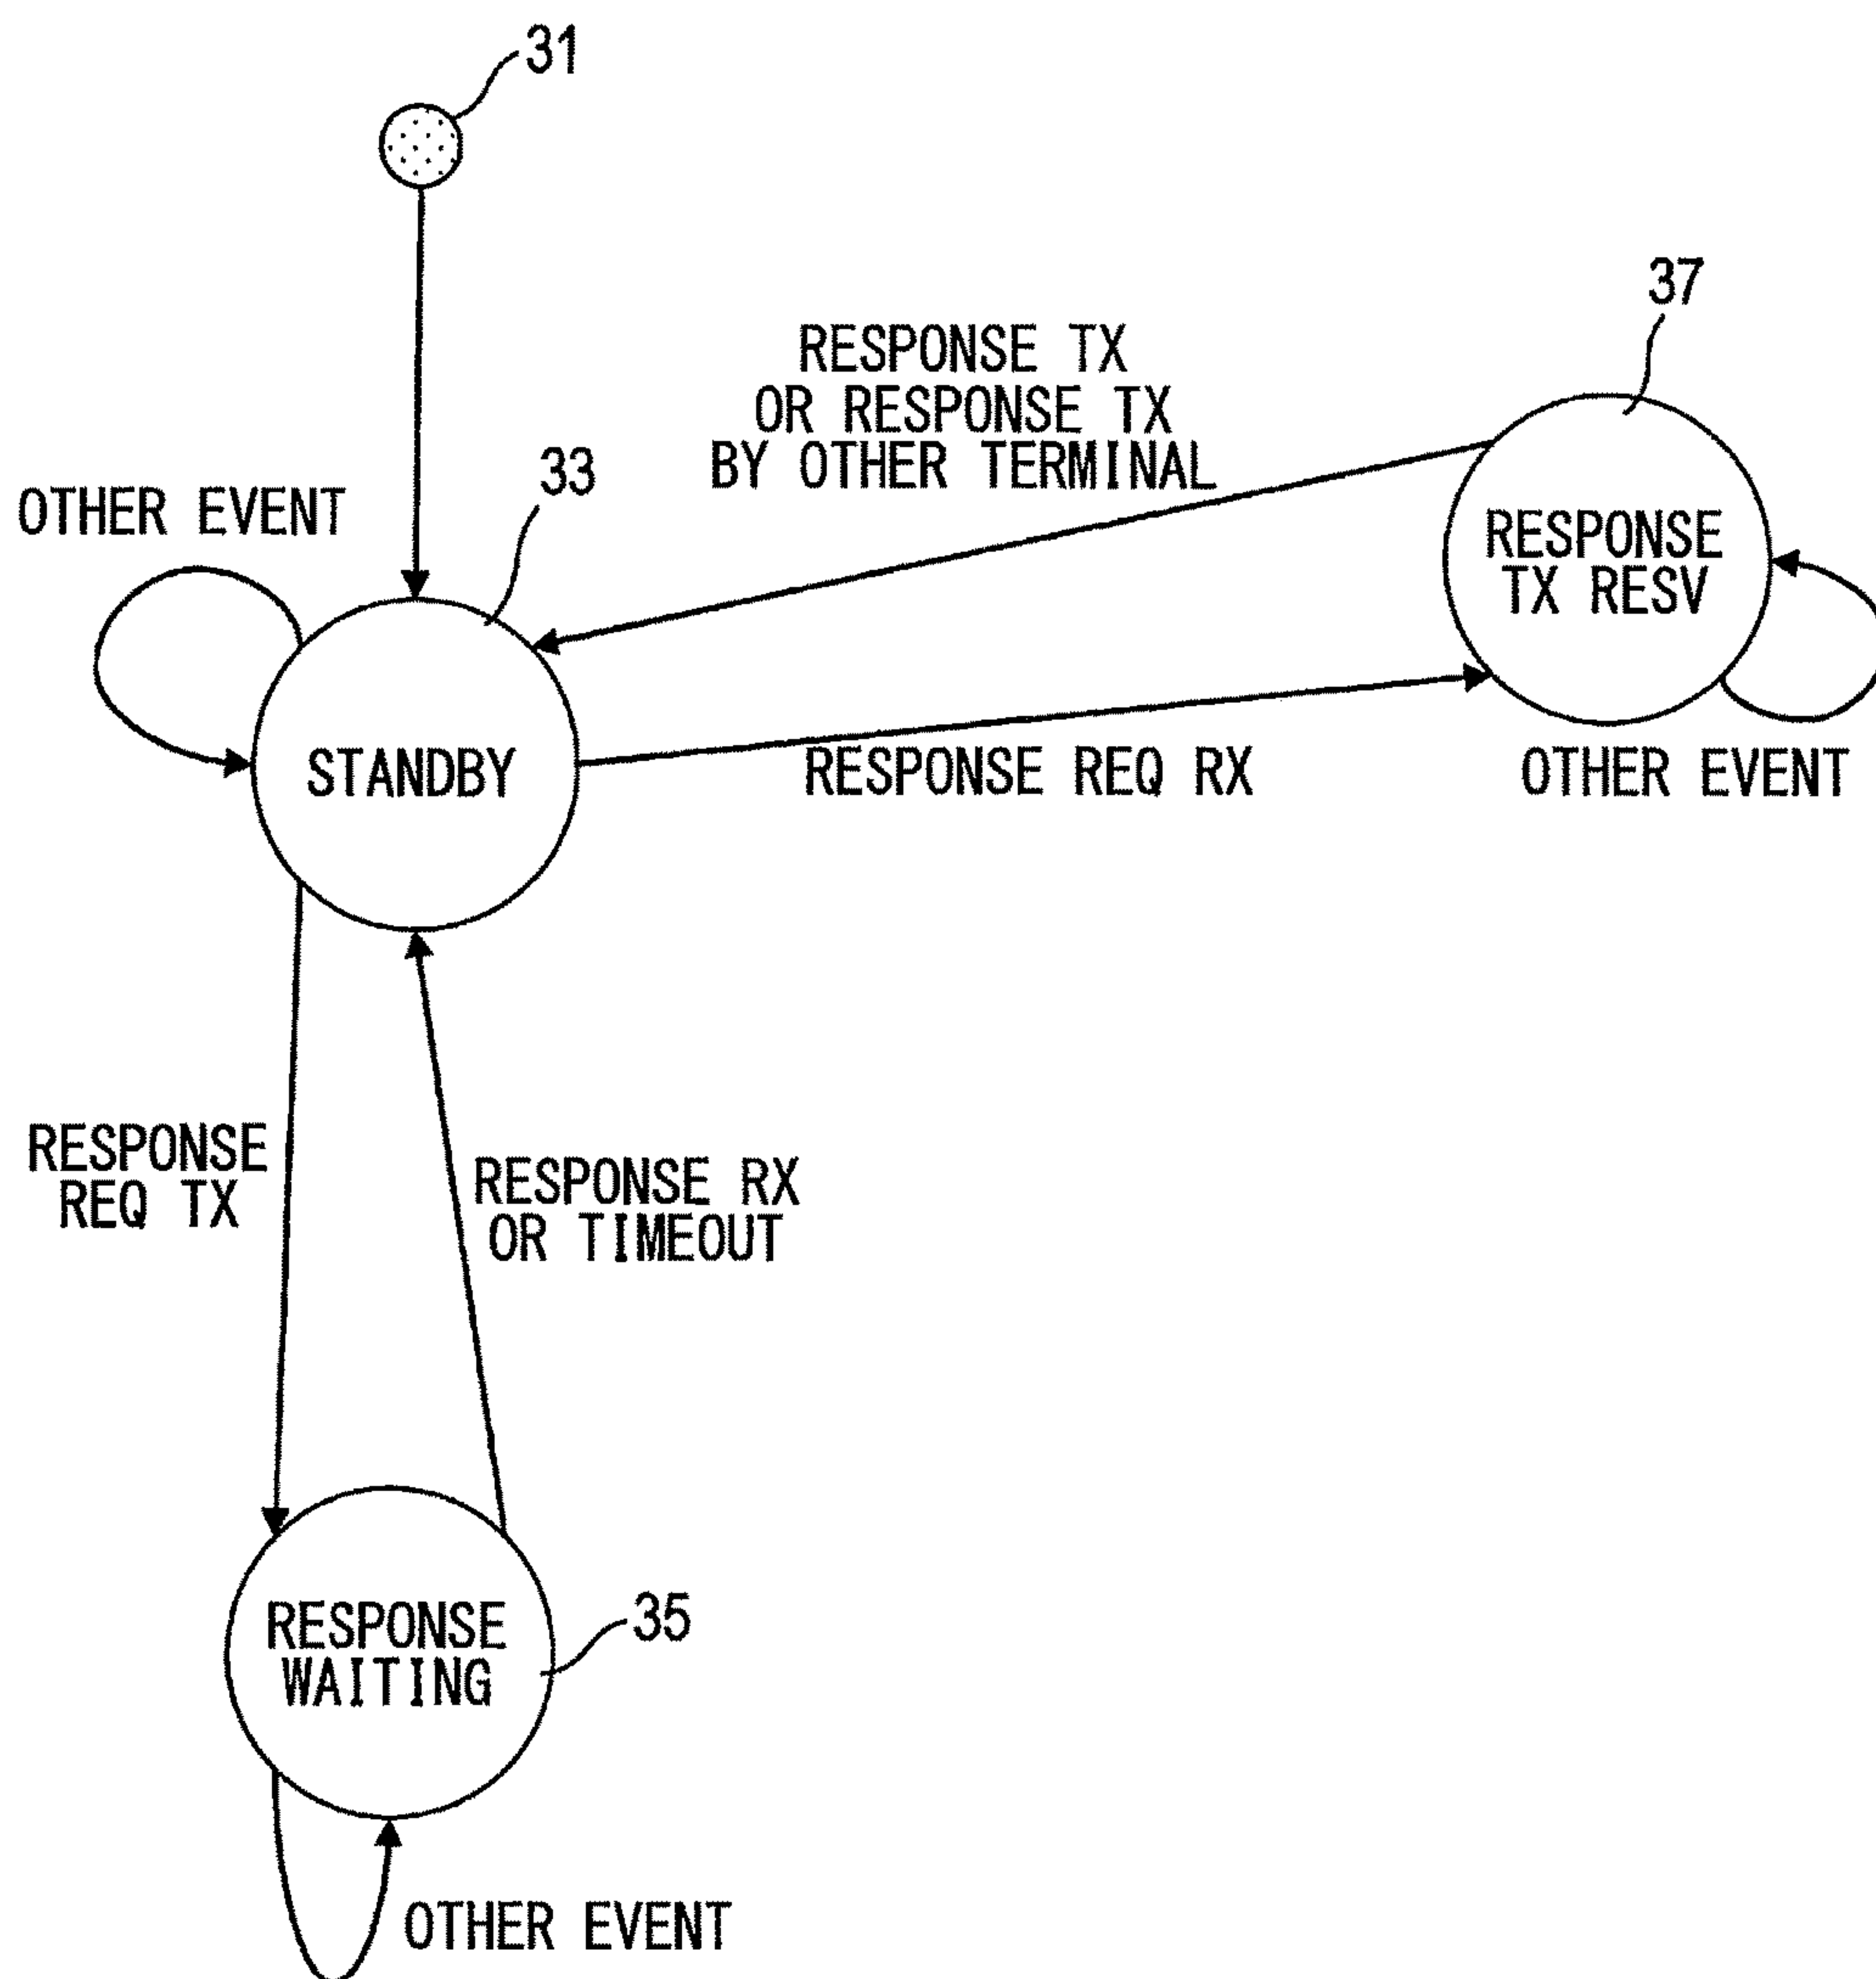 31
37
RESPONSE TX
OR RESPONSE TX
BY OTHER TERMINAL
33
OTHER EVENT
RESPONSE
TX RESV
STANDBY
RESPONSE REQ RX
OTHER EVENT
RESPONSE
REQ TX
RESPONSE RX
OR TIMEOUT
RESPONSE
WAITING
35
OTHER EVENT